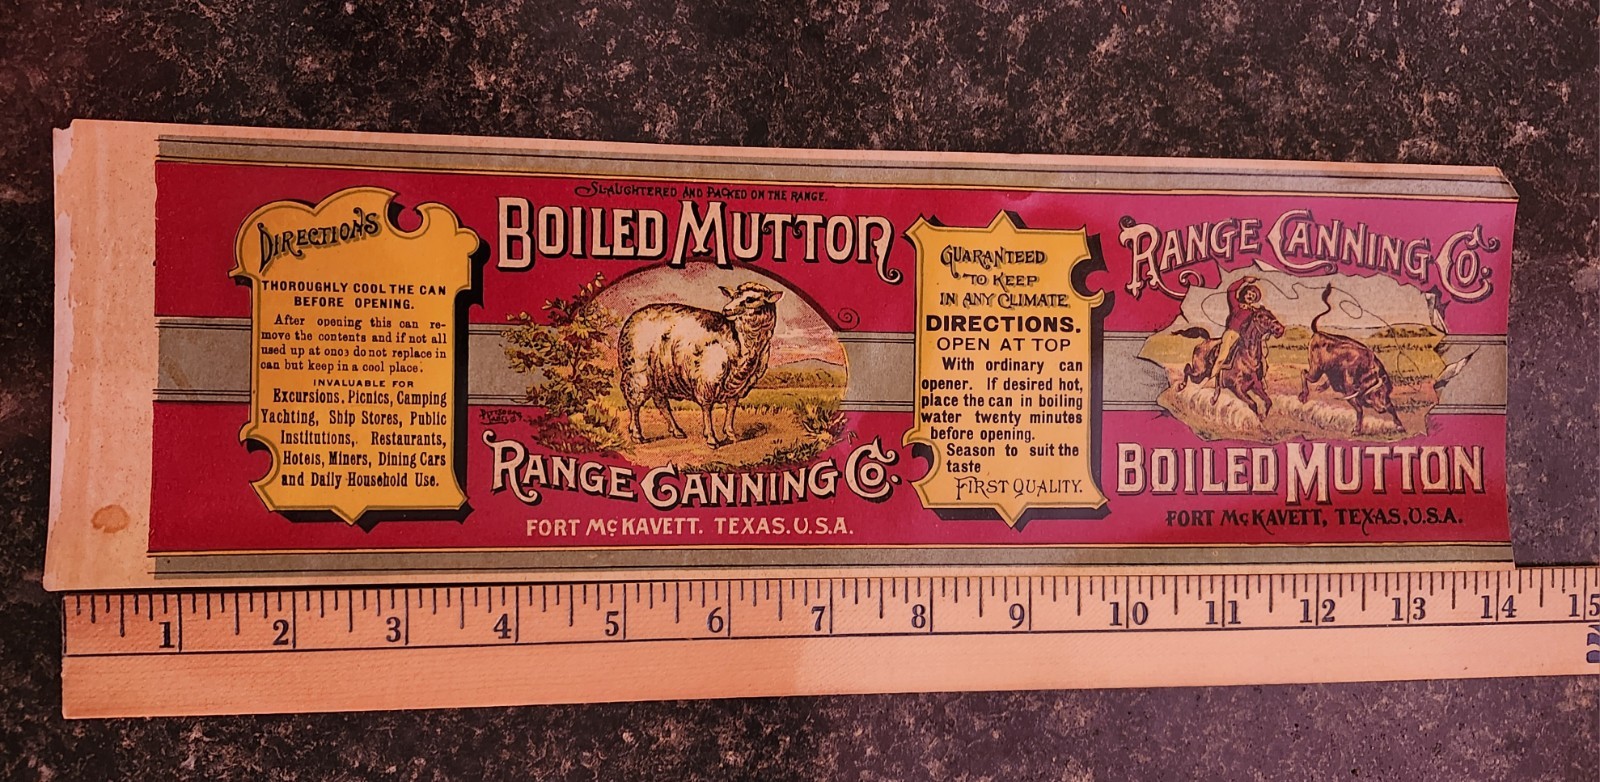 DIRECTIONS
THOROUGHLY COOL THE CAN
BEFORE OPENING.
After opening this can re-
move the contents and if not all
used up at once do not replace in
can but keep in a cool place.
INVALUABLE FOR
Excursions, Picnics, Camping
Yachting, Ship Stores, Public
Institutions, Restaurants,
Hotels, Miners, Dining Cars
and Daily Household Use.
SLAUGHTERED AND PACKED ON THE RANGE.
BOILED MUTTON
RANGE CANNING CO.
FORT McKAVETT. TEXAS. U.S.A.
GUARANTEED
TO KEEP
IN ANY CLIMATE
DIRECTIONS.
OPEN AT TOP
With ordinary can
opener. If desired hot,
place the can in boiling
water twenty minutes
before opening.
Season to suit the
taste
FIRST QUALITY.
RANGE CANNING CO:
BOILED MUTTON
FORT McKAVETT, TEXAS, U.S.A.
1 2 3 4 5 6 7 8 9 10 11 12 13 14 15